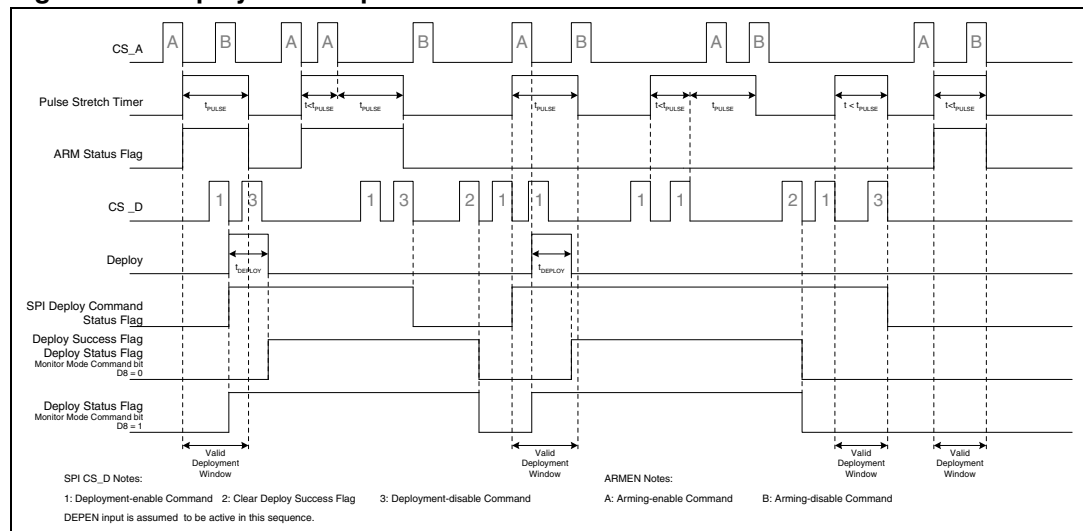 A B A A B A B A B A B
CS_A
Pulse Stretch Timer
tPULSE t<tPULSE tPULSE tPULSE t<tPULSE tPULSE t < tPULSE t<tPULSE
ARM Status Flag
CS _D
1 3 1 3 2 1 1 1 1 2 1 3
Deploy
tDEPLOY tDEPLOY
SPI Deploy Command
Status Flag
Deploy Success Flag
Deploy Status Flag
Monitor Mode Command bit
D8 = 0
Deploy Status Flag
Monitor Mode Command bit
D8 = 1
Valid
Deployment
Window
Valid
Deployment
Window
Valid
Deployment
Window
Valid
Deployment
Window
SPI CS_D Notes:
ARMEN Notes:
1: Deployment-enable Command 2: Clear Deploy Success Flag 3: Deployment-disable Command
A: Arming-enable Command B: Arming-disable Command
DEPEN input is assumed to be active in this sequence.